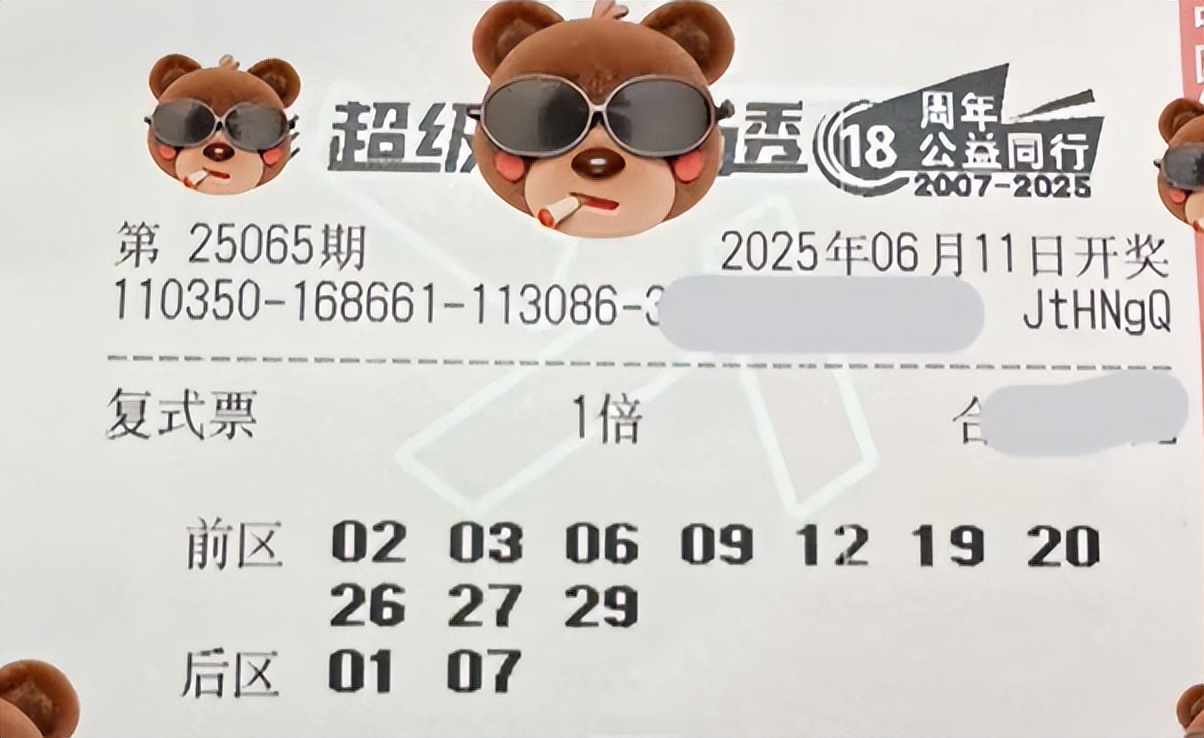 超级 透 18 周年
公益同行
2007-2025
第 25065期 2025年06月11日开奖
110350-168661-113086- JtHNgQ
复式票 1倍 合
前区 02 03 06 09 12 19 20
26 27 29
后区 01 07